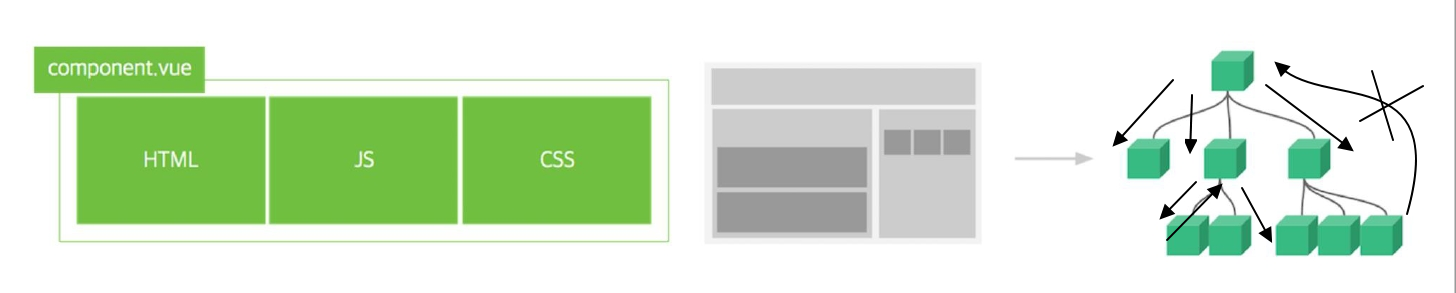 component.vue
HTML
JS
CSS